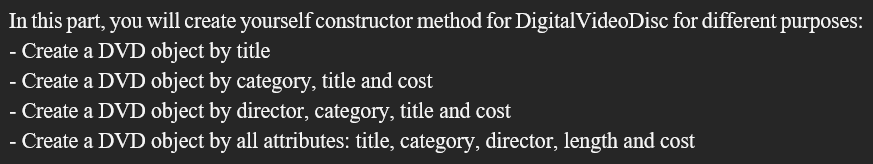 In this part, you will create yourself constructor method for DigitalVideoDisc for different purposes:
- Create a DVD object by title
- Create a DVD object by category, title and cost
- Create a DVD object by director, category, title and cost
- Create a DVD object by all attributes: title, category, director, length and cost